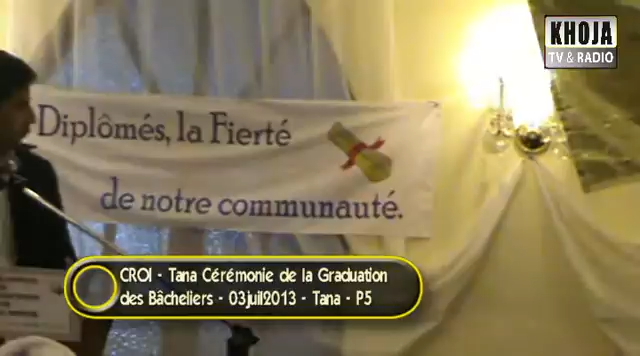 KHOJA
TV & RADIO
Diplômés, la Fierté
de notre communauté.
CROI - Tana Cérémonie de la Graduation
des Bâcheliers - 03juil2013 - Tana - P5